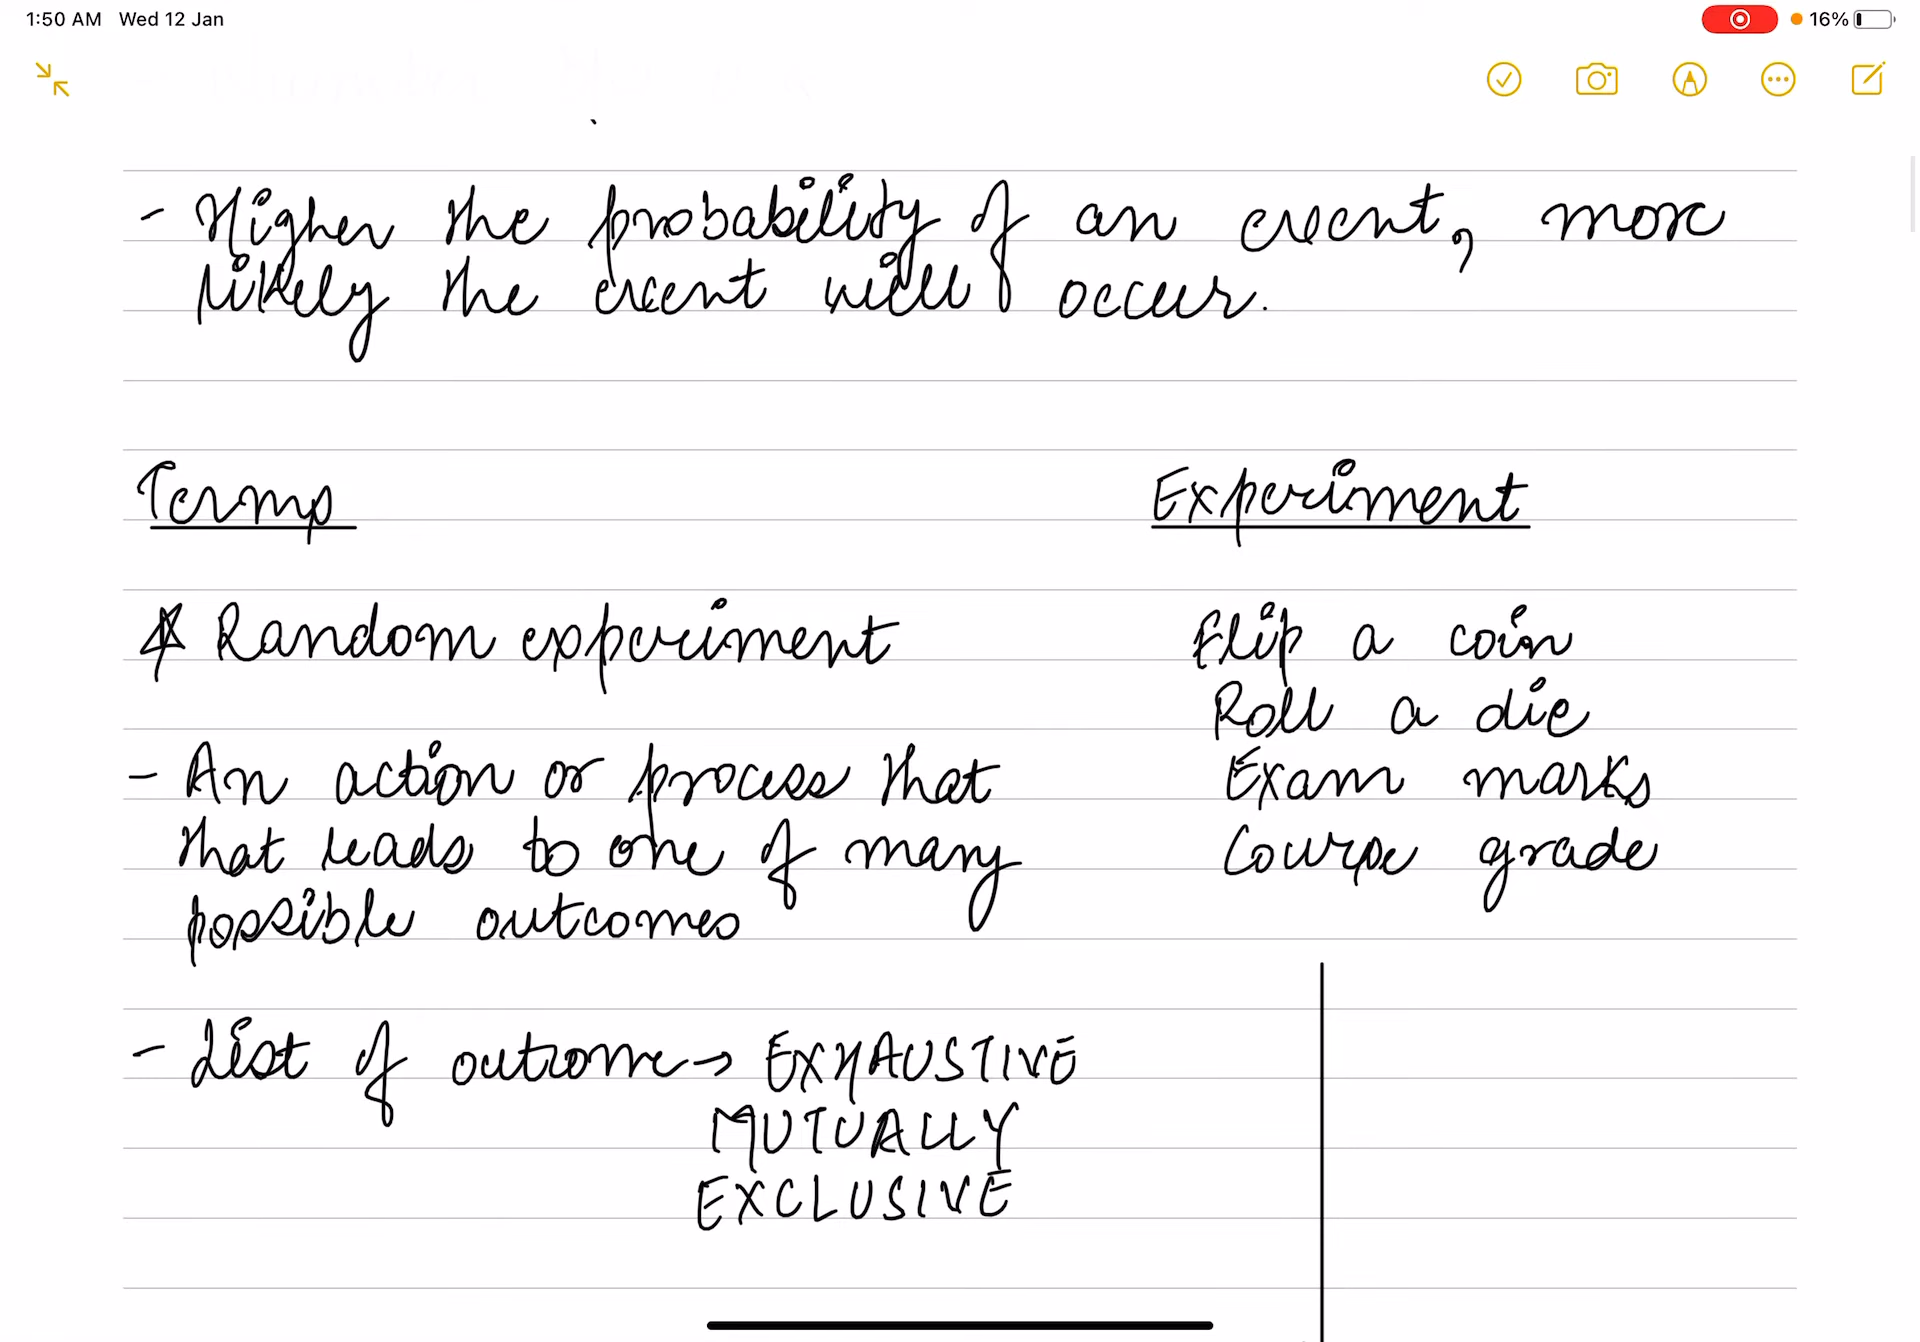 1:50 AM Wed 12 Jan
16%
- Higher the probability of an event, more
likely the event will occur.
Terms
Experiment
* Random experiment
Flip a coin
Roll a die
- An action or process that
Exam marks
that leads to one of many
Course grade
possible outcomes
- List of outcome → EXHAUSTIVE
MUTUALLY
EXCLUSIVE